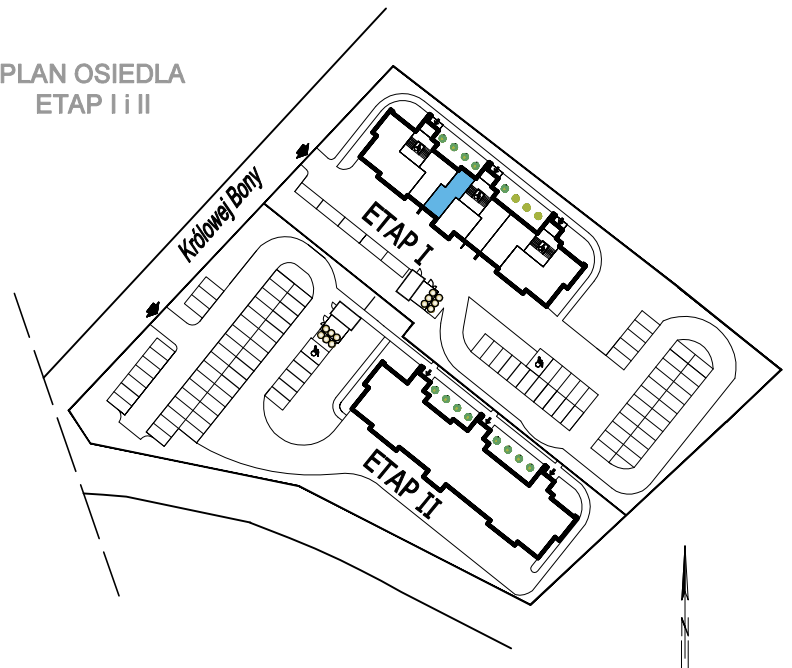 PLAN OSIEDLA
ETAP I i II
Królowej Bony
ETAP I
ETAP II
N